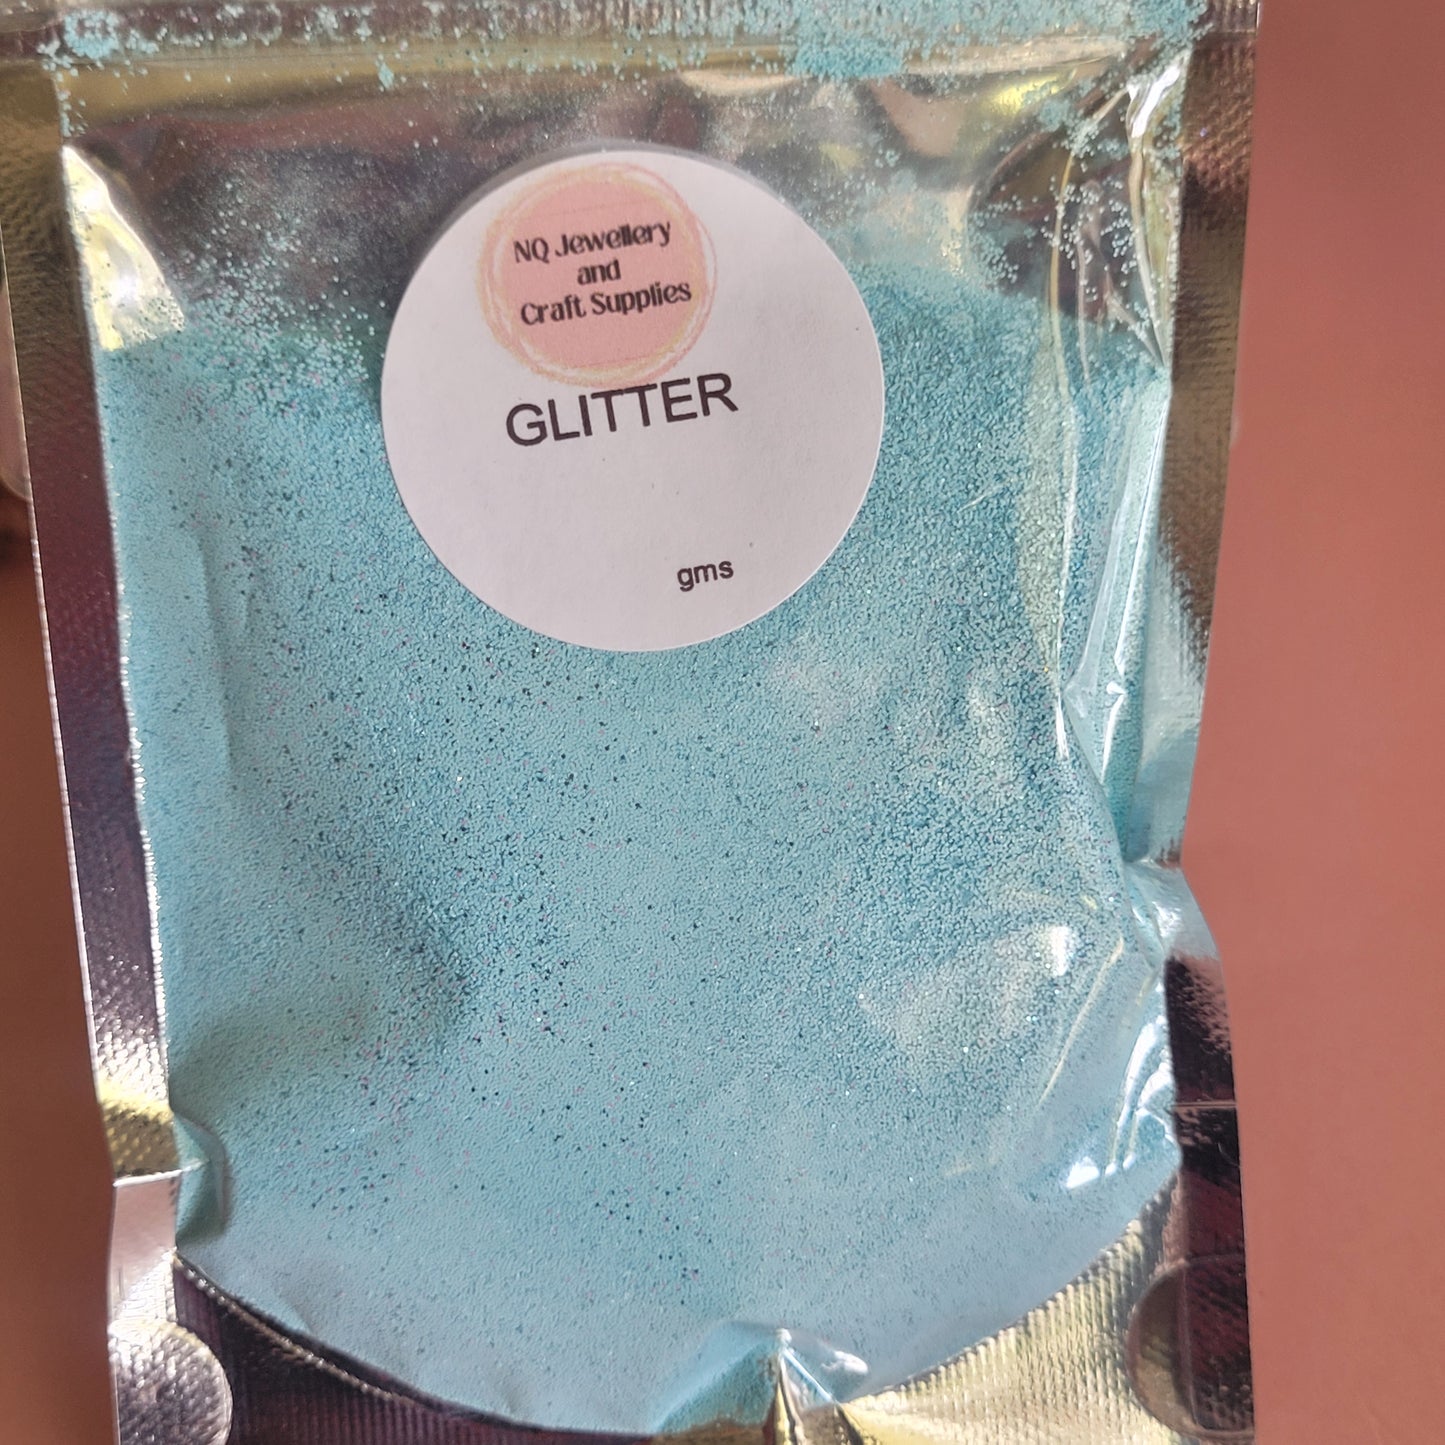 NQ Jewellery
and
Craft Supplies
GLITTER
gms